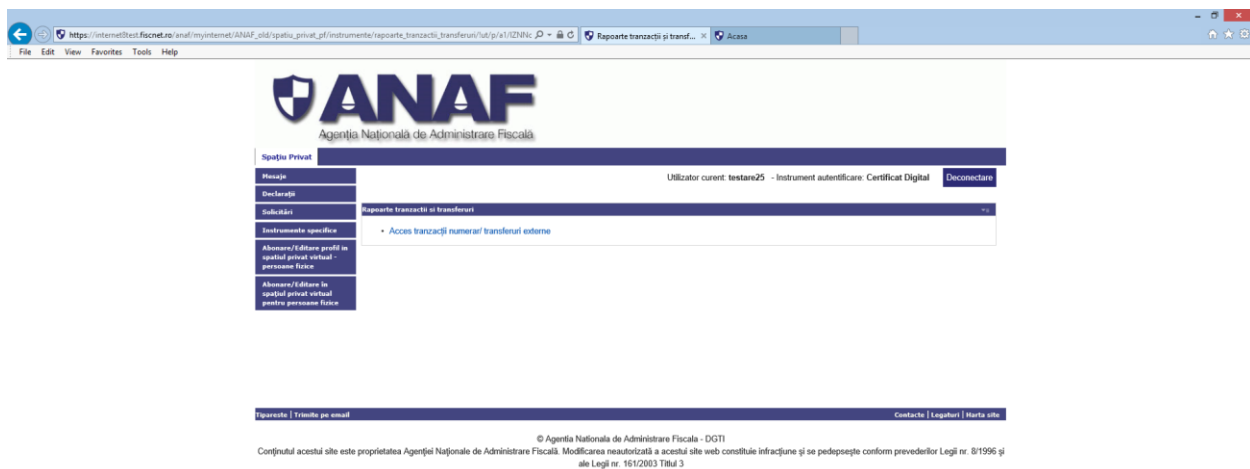 https://internet8test.fiscnet.ro/anaf/myinternet/ANAF_old/spatiu_privat_pf/instrumente/rapoarte_tranzactii_transferuri/!ut/p/a1/
Rapoarte tranzacții și transf...
Acasa
File Edit View Favorites Tools Help
ANAF
Agenția Națională de Administrare Fiscală
Spațiu Privat
Mesaje
Utilizator curent: testare25 - Instrument autentificare: Certificat Digital
Deconectare
Declarații
Solicitări
Rapoarte tranzactii si transferuri
Instrumente specifice
• Acces tranzacții numerar/ transferuri externe
Abonare/Editare profil in
spatiul privat virtual -
persoane fizice
Abonare/Editare în
spațiul privat virtual
pentru persoane fizice
Tipareste | Trimite pe email
Contacte | Legaturi | Harta site
© Agentia Nationala de Administrare Fiscala - DGTI
Conținutul acestui site este proprietatea Agenției Naționale de Administrare Fiscală. Modificarea neautorizată a acestui site web constituie infracțiune și se pedepsește conform prevederilor Legii nr. 8/1996 și
ale Legii nr. 161/2003 Titlul 3